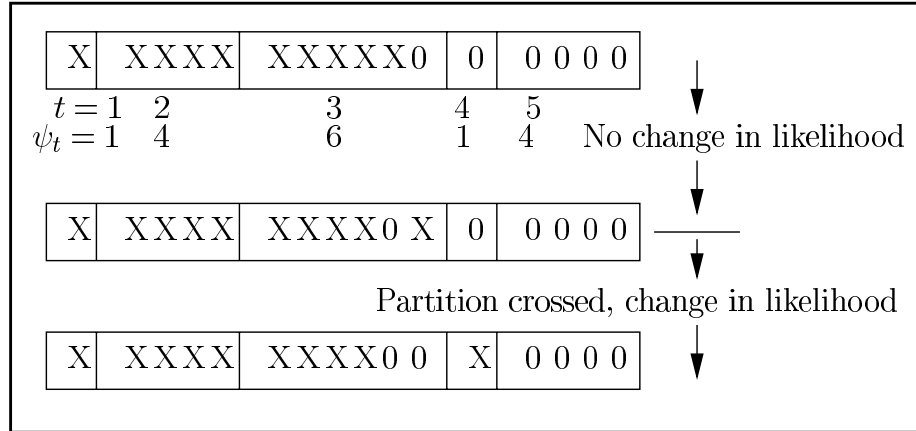 X XXXX XXXXX0 0 0 0 0 0
t = 1 2 3 4 5
ψt = 1 4 6 1 4 No change in likelihood
X XXXX XXXX0 X 0 0 0 0 0
Partition crossed, change in likelihood
X XXXX XXXX0 0 X 0 0 0 0